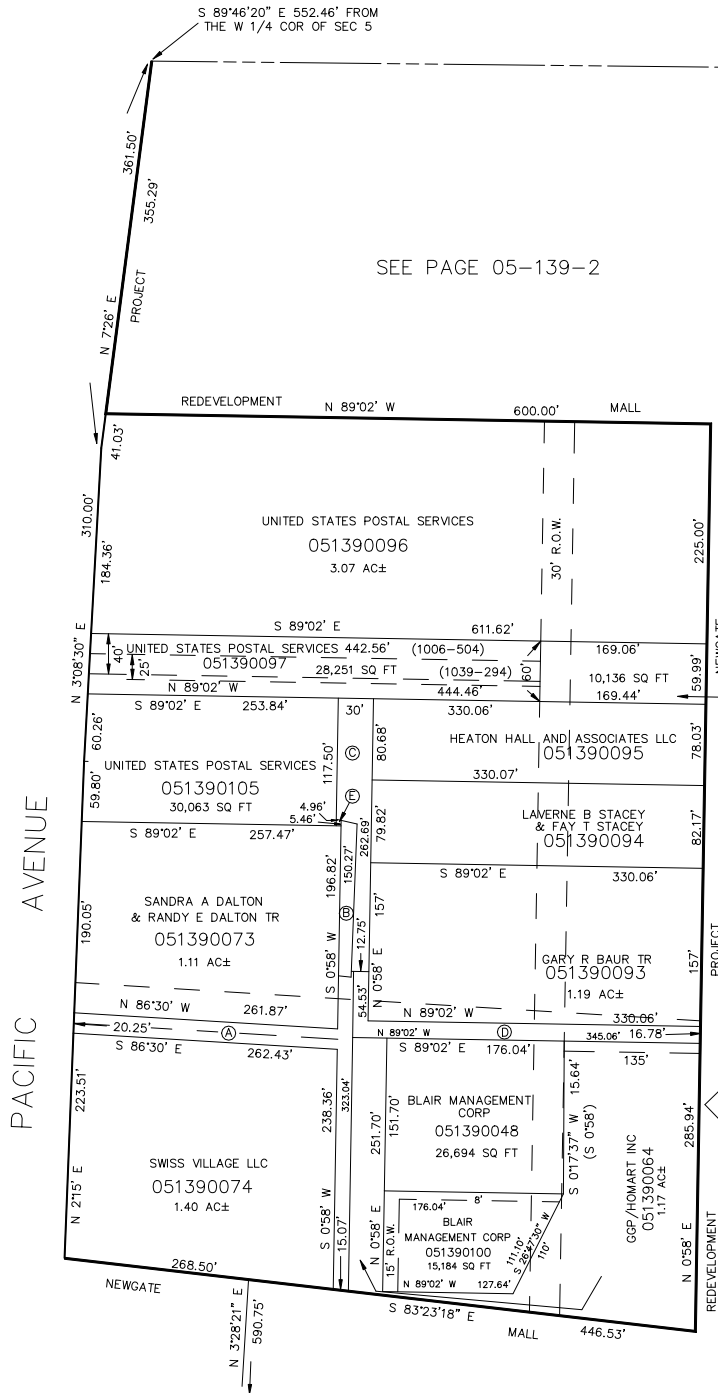 S 89°46'20" E 552.46' FROM
THE W 1/4 COR OF SEC 5
361.50'
355.29'
PROJECT
N 7°26' E
SEE PAGE 05-139-2
REDEVELOPMENT
N 89°02' W
600.00'
MALL
41.03'
310.00'
184.36'
UNITED STATES POSTAL SERVICES
051390096
3.07 AC±
30' R.O.W.
225.00'
S 89°02' E
611.62'
N 3°08'30" E
40'
25'
UNITED STATES POSTAL SERVICES 442.56'
(1006-504)
169.06'
051390097
28,251 SQ FT
(1039-294)
60'
10,136 SQ FT
59.99'
N 89°02' W
444.46'
169.44'
NEWGATE
S 89°02' E
253.84'
30'
330.06'
60.26'
59.80'
UNITED STATES POSTAL SERVICES
051390105
30,063 SQ FT
117.50'
C
80.68'
HEATON HALL AND ASSOCIATES LLC
051390095
78.03'
330.07'
4.96'
5.46'
E
S 89°02' E
257.47'
262.69'
79.82'
LAVERNE B STACEY
& FAY T STACEY
051390094
82.17'
S 89°02' E
330.06'
PACIFIC AVENUE
190.05'
SANDRA A DALTON
& RANDY E DALTON TR
051390073
1.11 AC±
196.82'
S 0°58' W
150.27'
B
12.75'
157'
N 0°58' E
GARY R BAUR TR
051390093
1.19 AC±
157'
PROJECT
54.53'
N 86°30' W
261.87'
N 89°02' W
330.06'
20.25'
A
N 89°02' W
D
345.06'
16.78'
S 86°30' E
262.43'
S 89°02' E
176.04'
135'
223.51'
N 2°15' E
SWISS VILLAGE LLC
051390074
1.40 AC±
238.36'
S 0°58' W
323.04'
15.07'
251.70'
N 0°58' E
151.70'
BLAIR MANAGEMENT
CORP
051390048
26,694 SQ FT
15.64'
S 0°17'37" W
(S 0°58')
GGP/HOMART INC
051390064
1.17 AC±
285.94'
N 0°58' E
REDEVELOPMENT
176.04'
8'
15' R.O.W.
BLAIR
MANAGEMENT CORP
051390100
15,184 SQ FT
111.10'
S 26°47'30" W
110'
N 89°02' W
127.64'
268.50'
NEWGATE
S 83°23'18" E
MALL
446.53'
N 3°28'21" E
590.75'